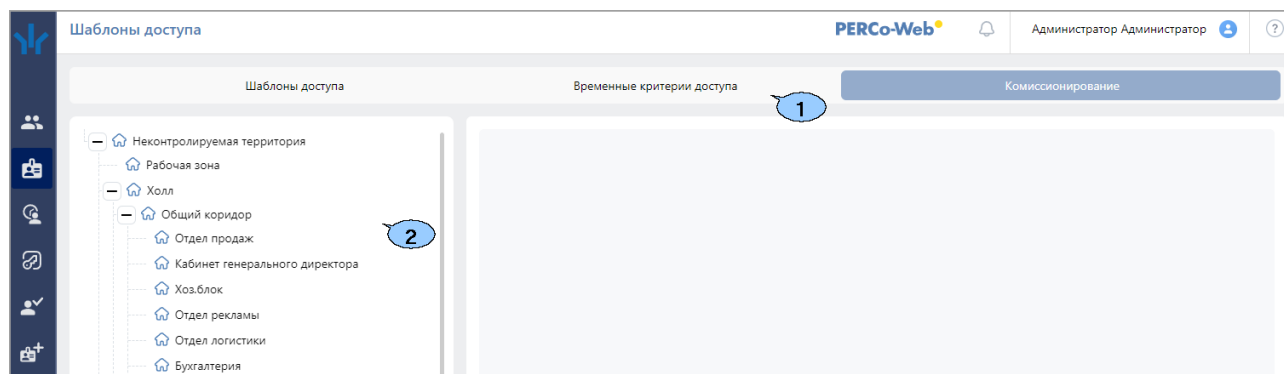 Шаблоны доступа
PERCo-Web
Администратор Администратор
?
Шаблоны доступа
Временные критерии доступа
Комиссионирование
1
Неконтролируемая территория
Рабочая зона
Холл
Общий коридор
Отдел продаж
2
Кабинет генерального директора
Хоз.блок
Отдел рекламы
Отдел логистики
Бухгалтерия